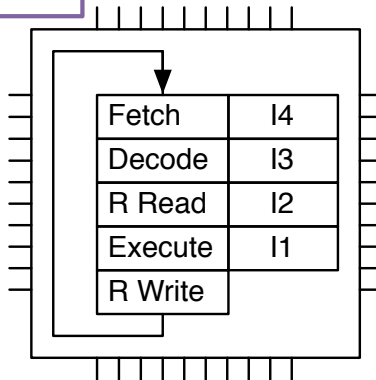 Fetch I4
Decode I3
R Read I2
Execute I1
R Write